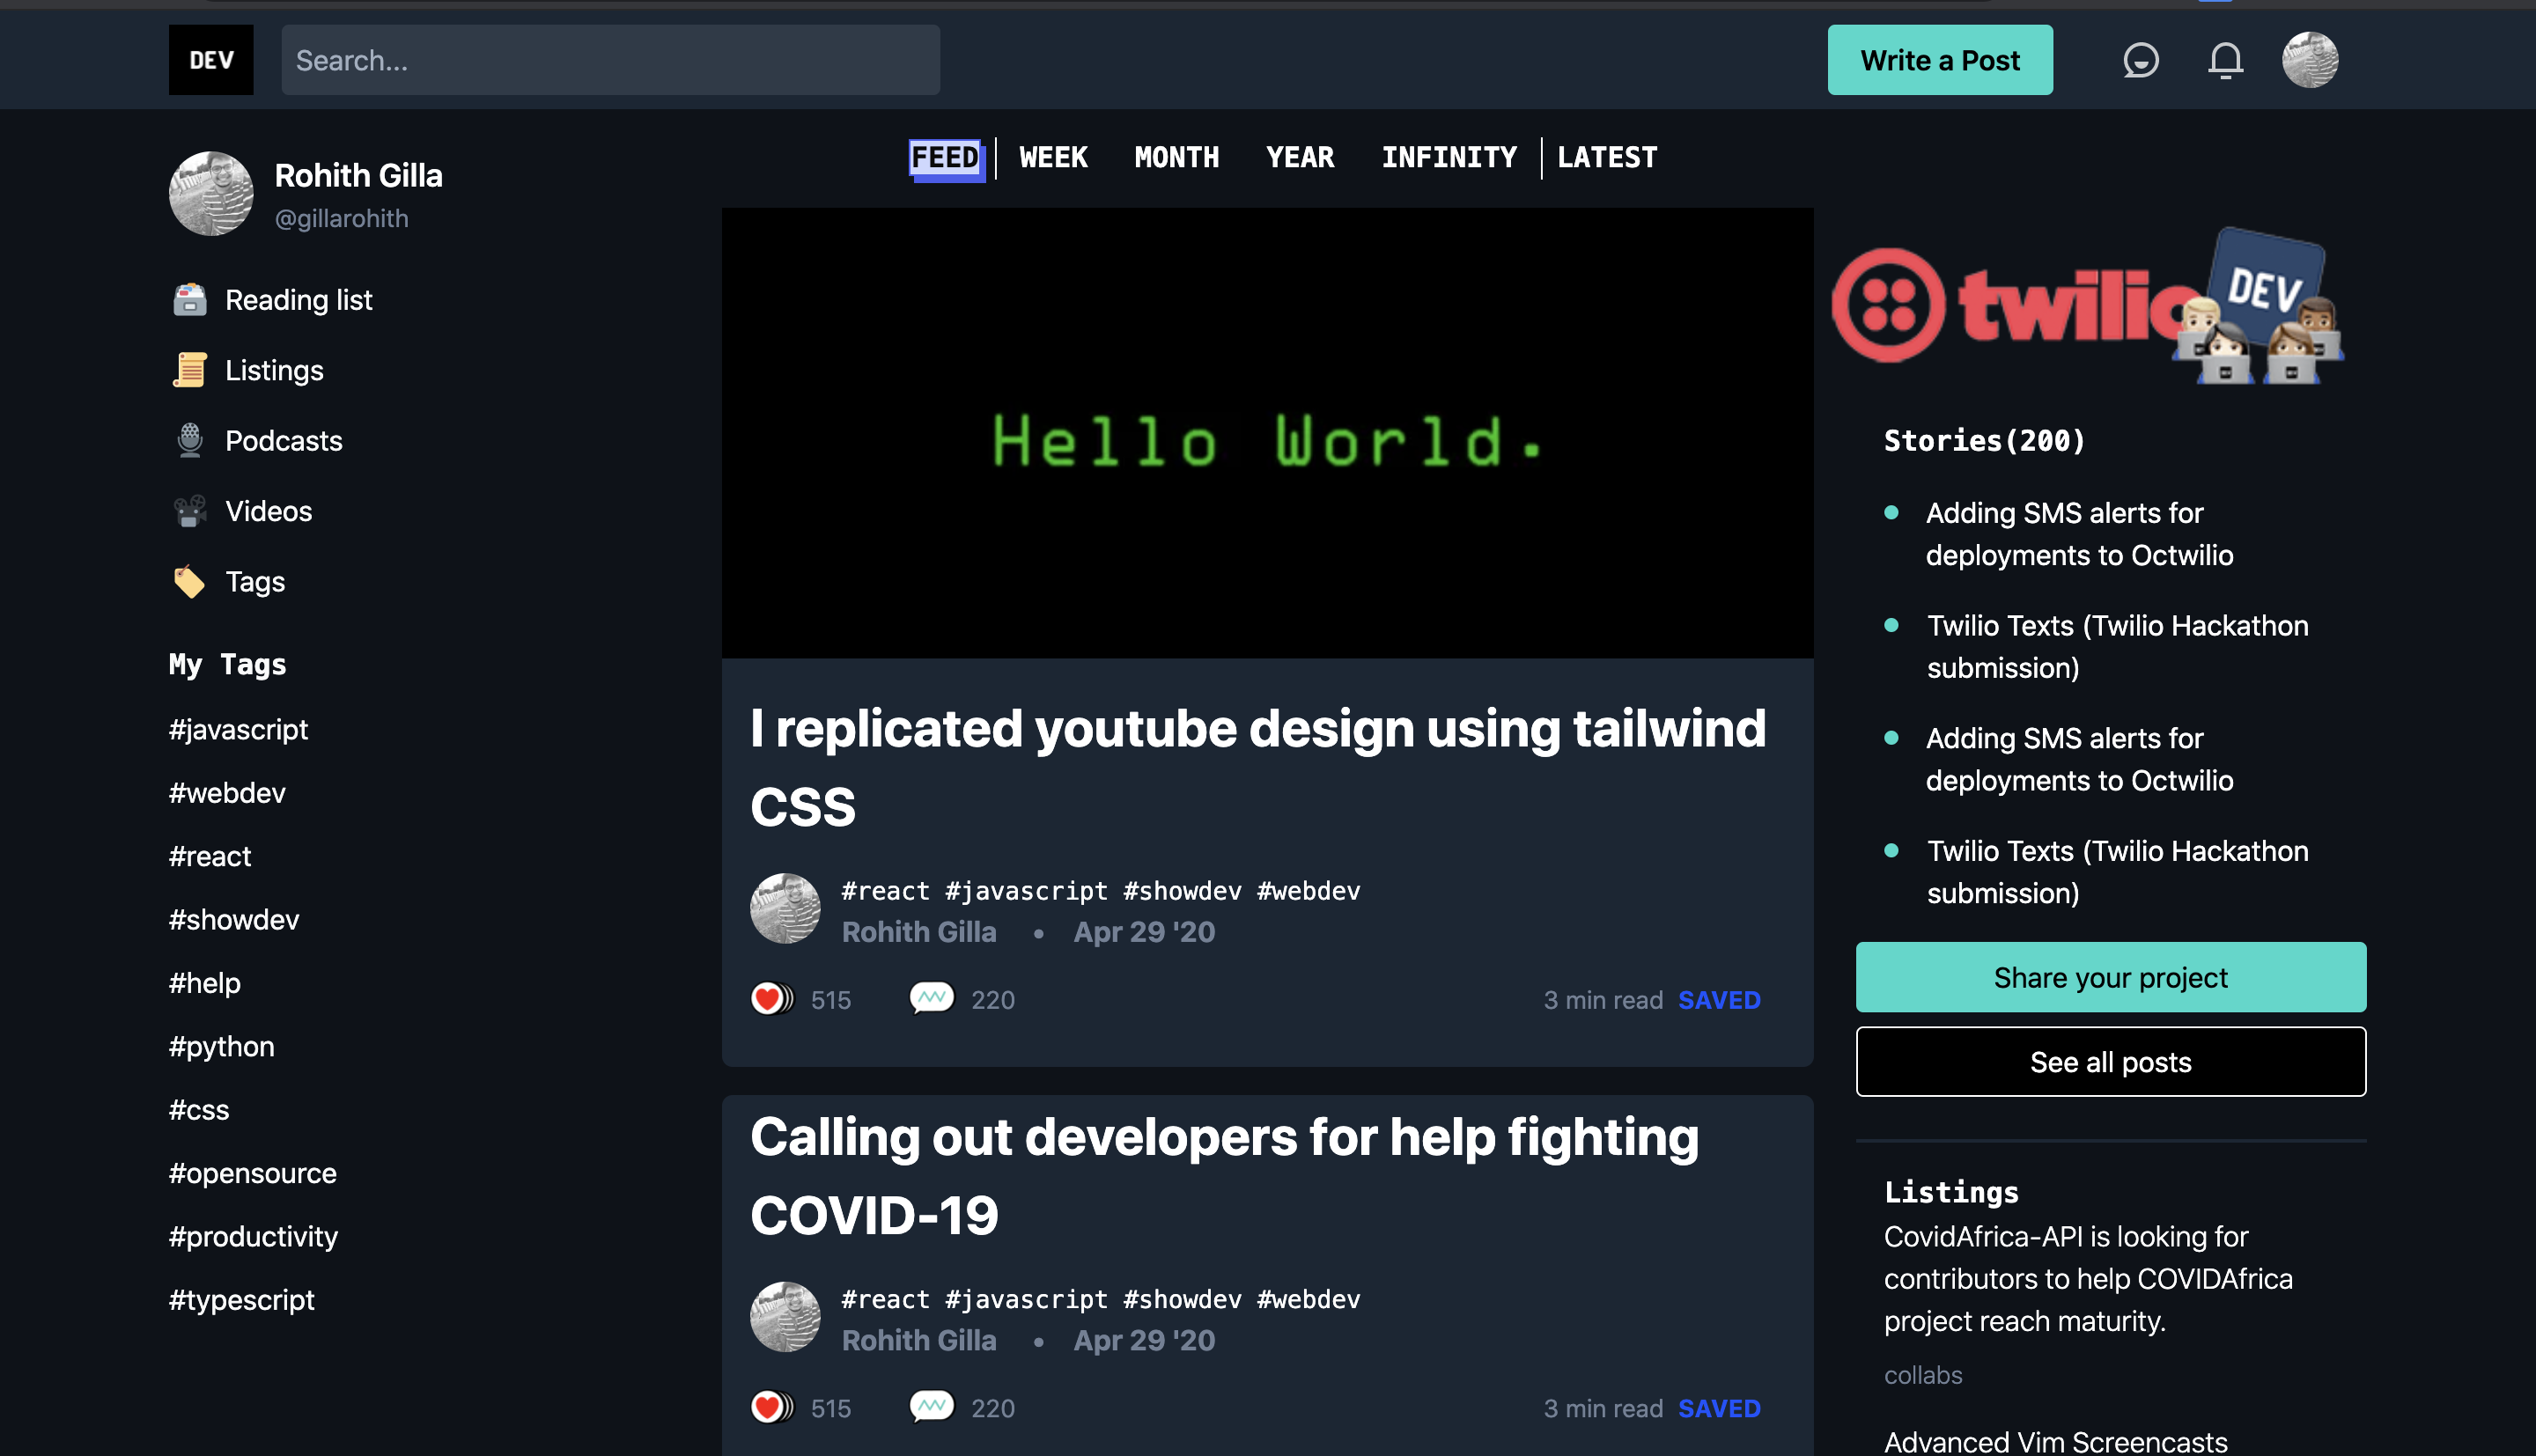 DEV
Search...
Write a Post
Rohith Gilla
@gillarohith
Reading list
Listings
Podcasts
Videos
Tags
My Tags
#javascript
#webdev
#react
#showdev
#help
#python
#css
#opensource
#productivity
#typescript
FEED WEEK MONTH YEAR INFINITY LATEST
Hello World.
I replicated youtube design using tailwind
CSS
#react #javascript #showdev #webdev
Rohith Gilla • Apr 29 '20
515 220 3 min read SAVED
Calling out developers for help fighting
COVID-19
#react #javascript #showdev #webdev
Rohith Gilla • Apr 29 '20
515 220 3 min read SAVED
twilio DEV
Stories(200)
Adding SMS alerts for
deployments to Octwilio
Twilio Texts (Twilio Hackathon
submission)
Adding SMS alerts for
deployments to Octwilio
Twilio Texts (Twilio Hackathon
submission)
Share your project
See all posts
Listings
CovidAfrica-API is looking for
contributors to help COVIDAfrica
project reach maturity.
collabs
Advanced Vim Screencasts